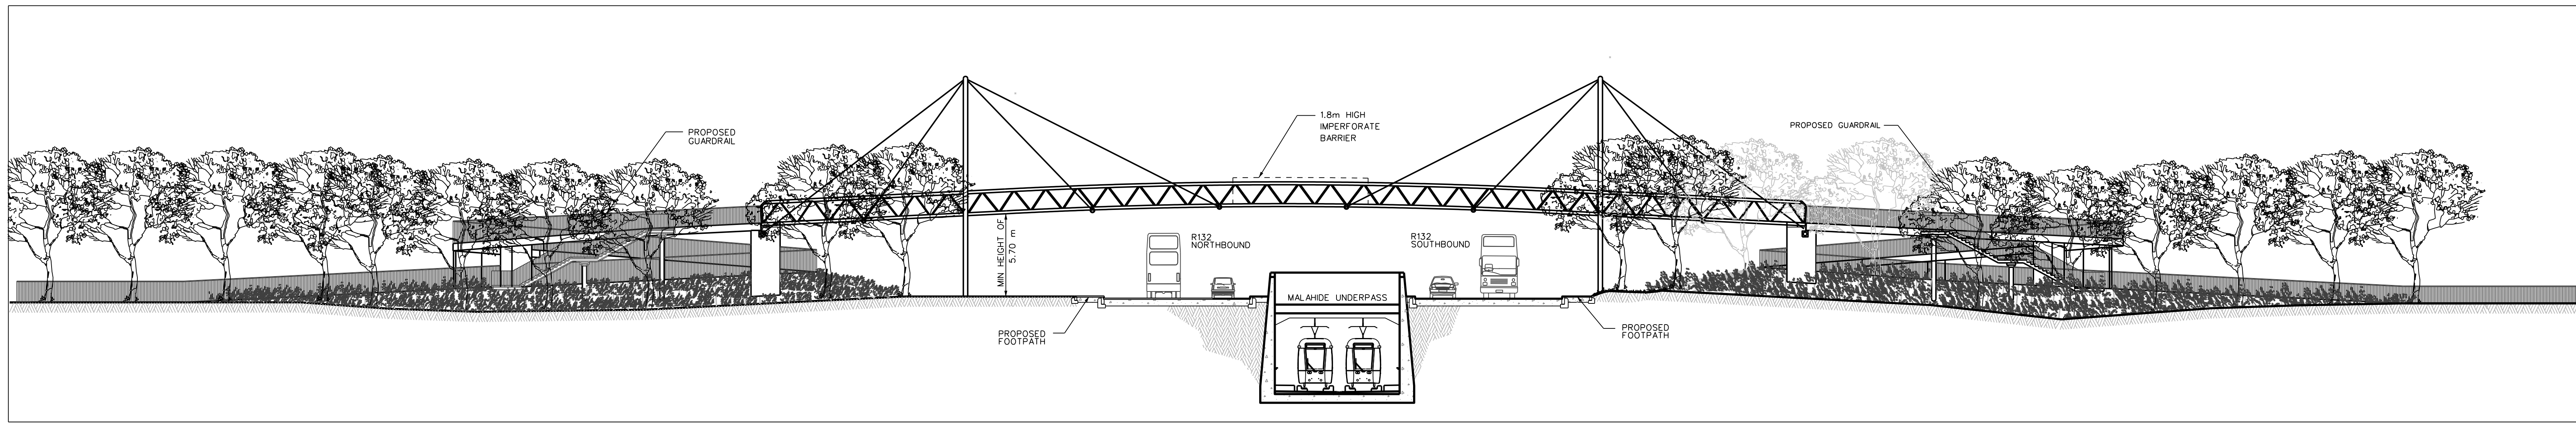 PROPOSED
GUARDRAIL
1.8m HIGH
IMPERFORATE
BARRIER
PROPOSED GUARDRAIL
MIN HEIGHT OF
5.70 m
R132
NORTHBOUND
R132
SOUTHBOUND
MALAHIDE UNDERPASS
PROPOSED
FOOTPATH
PROPOSED
FOOTPATH